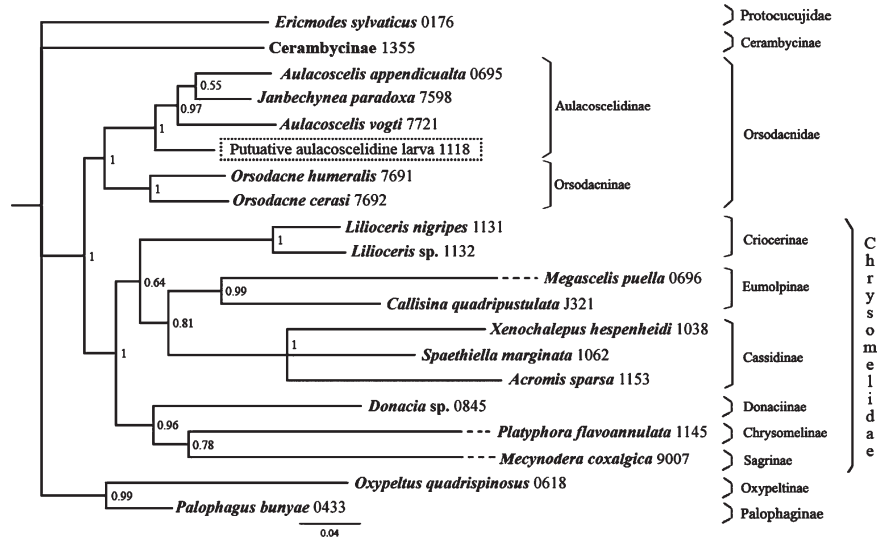 Ericmodes sylvaticus 0176
Protocucujidae
Cerambycinae 1355
Cerambycinae
Aulacoscelis appendicualta 0695
0.55
Janbechynea paradoxa 7598
0.97
Aulacoscelidinae
Aulacoscelis vogti 7721
1
Orsodacnidae
Putuative aulacoscelidine larva 1118
1
Orsodacne humeralis 7691
1
Orsodacninae
Orsodacne cerasi 7692
Lilioceris nigripes 1131
1
Criocerinae
Lilioceris sp. 1132
1
Megascelis puella 0696
0.64
0.99
Eumolpinae
Callisina quadripustulata J321
0.81
Xenochalepus hespenheidi 1038
1
1
Spaethiella marginata 1062
Cassidinae
Acromis sparsa 1153
Chrysomelidae
Donacia sp. 0845
Donaciinae
0.96
Platyphora flavoannulata 1145
Chrysomelinae
0.78
Mecynodera coxalgica 9007
Sagrinae
Oxypeltus quadrispinosus 0618
Oxypeltinae
0.99
Palophagus bunyae 0433
Palophaginae
0.04